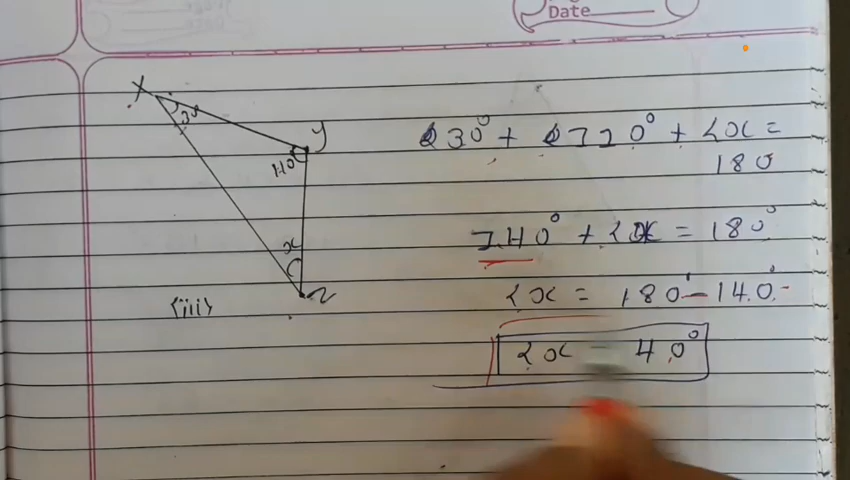 Date
X
30
y
110
x
z
(iii)
∠30° + ∠110° + ∠x =
180
140° + ∠x = 180°
∠x = 180° - 140°
∠x = 40°